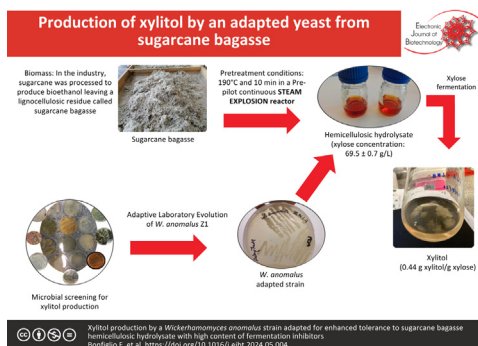 Production of xylitol by an adapted yeast from
sugarcane bagasse
Electronic
Journal of
Biotechnology
Biomass: In the industry,
sugarcane was processed to
produce bioethanol leaving a
lignocellulosic residue called
sugarcane bagasse
Sugarcane bagasse
Pretreatment conditions:
190°C and 10 min in a Pre-
pilot continuous STEAM
EXPLOSION reactor
Hemicellulosic hydrolysate
(xylose concentration:
69.5 ± 0.7 g/L)
Xylose
fermentation
Xylitol
(0.44 g xylitol/g xylose)
Microbial screening for
xylitol production
Adaptive Laboratory Evolution
of W. anomalus Z1
W. anomalus
adapted strain
Xylitol production by a Wickerhamomyces anomalus strain adapted for enhanced tolerance to sugarcane bagasse
hemicellulosic hydrolysate with high content of fermentation inhibitors
Bonfiglio F, et al. https://doi.org/10.1016/j.ejbt.2024.05.004